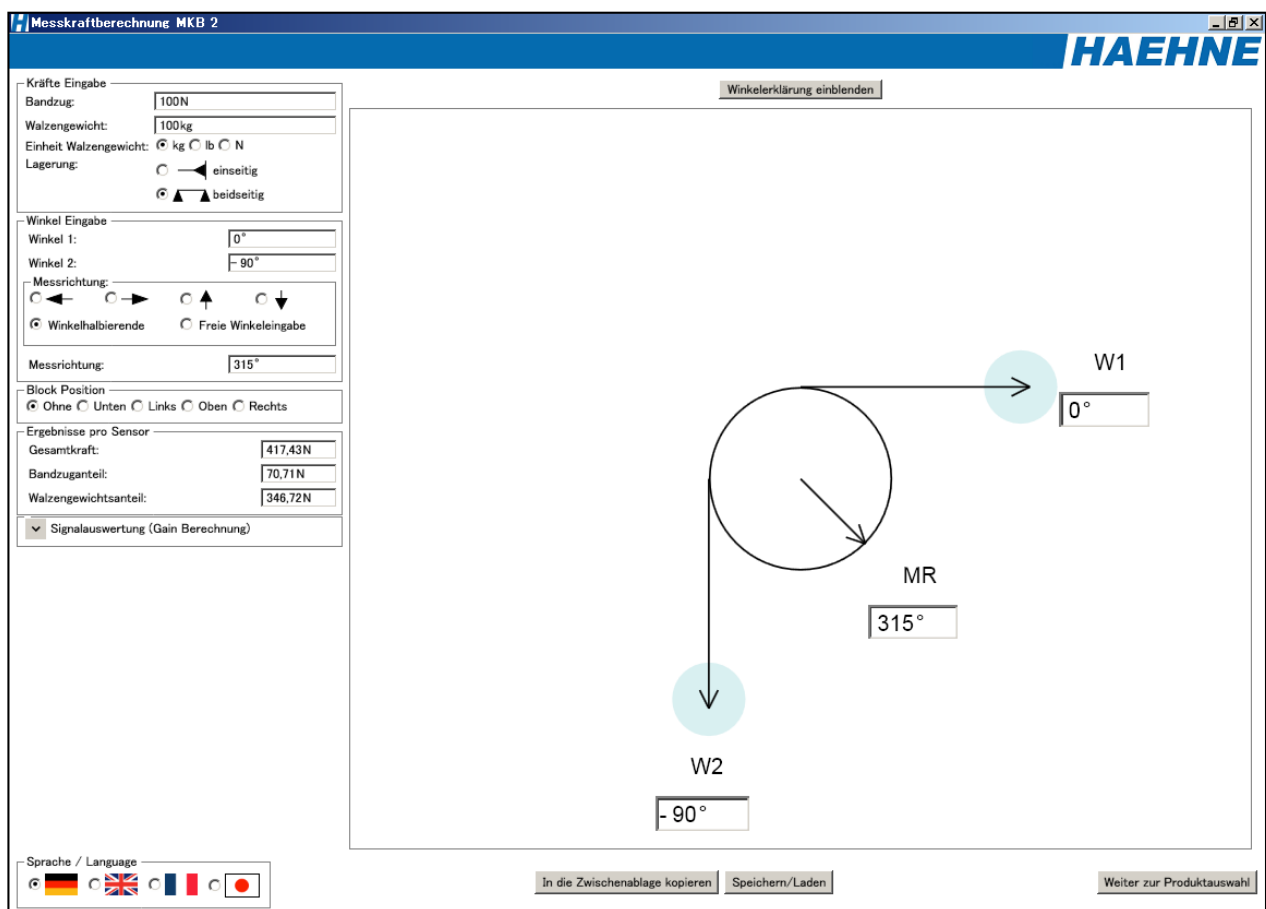 Messkraftberechnung MKB 2
HAEHNE
Kräfte Eingabe
Bandzug: 100N
Walzengewicht: 100kg
Einheit Walzengewicht: kg lb N
Lagerung: einseitig
beidseitig
Winkel Eingabe
Winkel 1: 0°
Winkel 2: - 90°
Messrichtung:
Winkelhalbierende Freie Winkeleingabe
Messrichtung: 315°
Block Position
Ohne Unten Links Oben Rechts
Ergebnisse pro Sensor
Gesamtkraft: 417,43N
Bandzuganteil: 70,71N
Walzengewichtsanteil: 346,72N
Signalauswertung (Gain Berechnung)
Winkelerklärung einblenden
W1
0°
MR
315°
W2
- 90°
Sprache / Language
In die Zwischenablage kopieren Speichern/Laden Weiter zur Produktauswahl